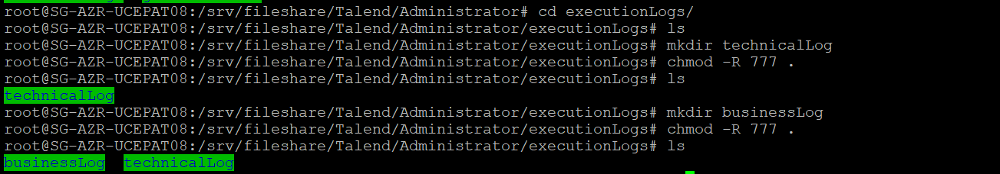 root@SG-AZR-UCEPAT08:/srv/fileshare/Talend/Administrator# cd executionLogs/
root@SG-AZR-UCEPAT08:/srv/fileshare/Talend/Administrator/executionLogs# ls
root@SG-AZR-UCEPAT08:/srv/fileshare/Talend/Administrator/executionLogs# mkdir technicalLog
root@SG-AZR-UCEPAT08:/srv/fileshare/Talend/Administrator/executionLogs# chmod -R 777 .
root@SG-AZR-UCEPAT08:/srv/fileshare/Talend/Administrator/executionLogs# ls
technicalLog
root@SG-AZR-UCEPAT08:/srv/fileshare/Talend/Administrator/executionLogs# mkdir businessLog
root@SG-AZR-UCEPAT08:/srv/fileshare/Talend/Administrator/executionLogs# chmod -R 777 .
root@SG-AZR-UCEPAT08:/srv/fileshare/Talend/Administrator/executionLogs# ls
businessLog  technicalLog